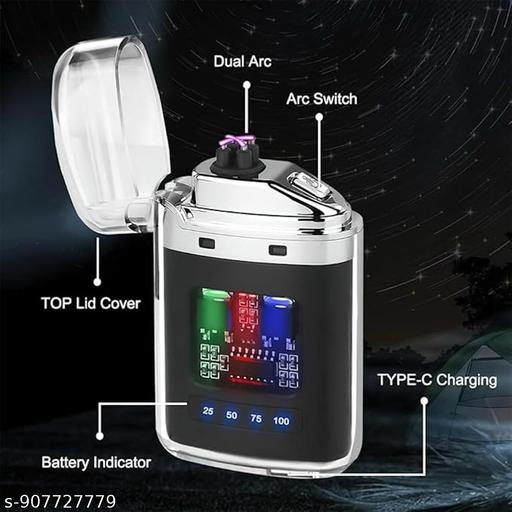 Dual Arc
Arc Switch
TOP Lid Cover
TYPE-C Charging
25 50 75 100
Battery Indicator
s-907727779